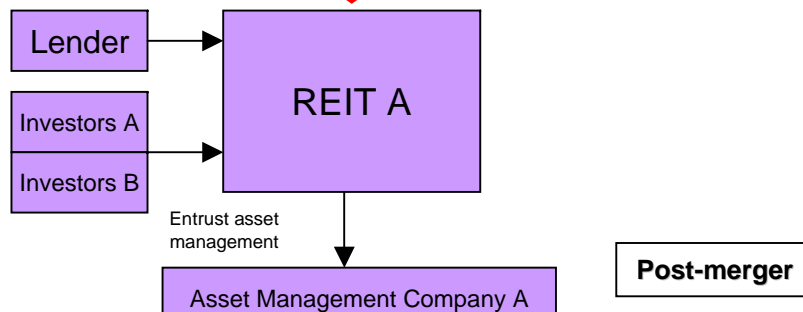 Lender
REIT A
Investors A
Investors B
Entrust asset
management
Post-merger
Asset Management Company A